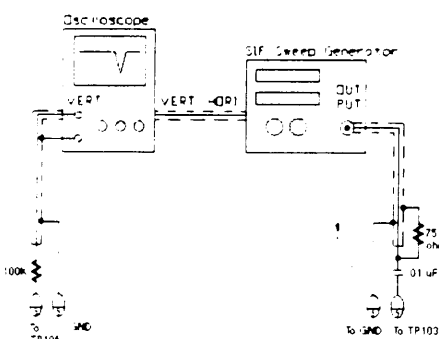 Oscilloscope
SIF Sweep Generator
VERT
VERT
HORI
OUT
PUT
75
ohm
.01 uF
100K
To
GND
To GND
To TP103